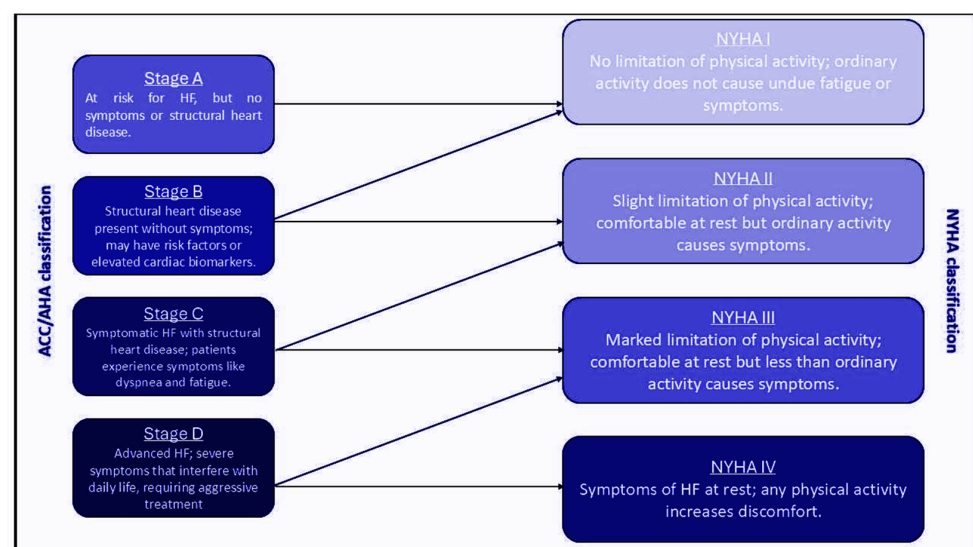 ACC/AHA classification
Stage A
At risk for HF, but no
symptoms or structural heart
disease.
Stage B
Structural heart disease
present without symptoms;
may have risk factors or
elevated cardiac biomarkers.
Stage C
Symptomatic HF with structural
heart disease; patients
experience symptoms like
dyspnea and fatigue.
Stage D
Advanced HF; severe
symptoms that interfere with
daily life, requiring aggressive
treatment
NYHA I
No limitation of physical activity; ordinary
activity does not cause undue fatigue or
symptoms.
NYHA II
Slight limitation of physical activity;
comfortable at rest but ordinary activity
causes symptoms.
NYHA III
Marked limitation of physical activity;
comfortable at rest but less than ordinary
activity causes symptoms.
NYHA IV
Symptoms of HF at rest; any physical activity
increases discomfort.
NYHA classification